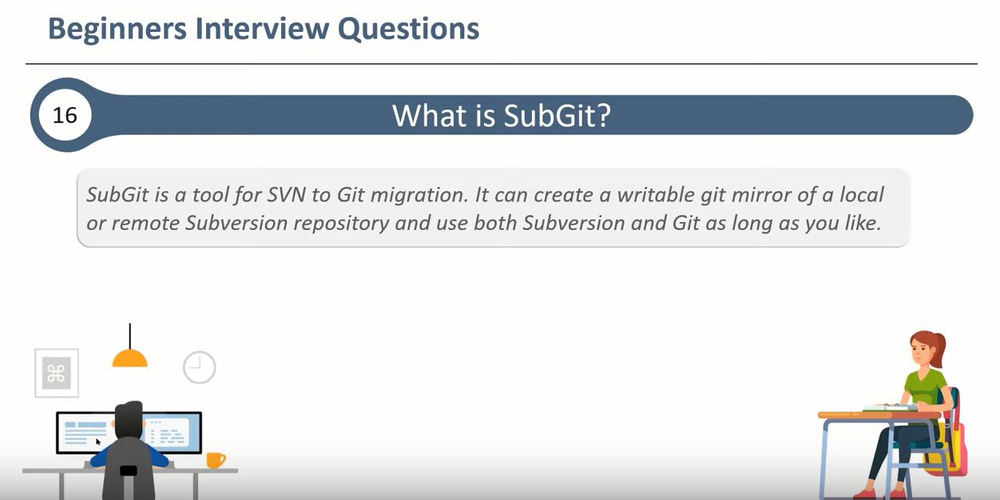 Beginners Interview Questions
16
What is SubGit?
SubGit is a tool for SVN to Git migration. It can create a writable git mirror of a local
or remote Subversion repository and use both Subversion and Git as long as you like.